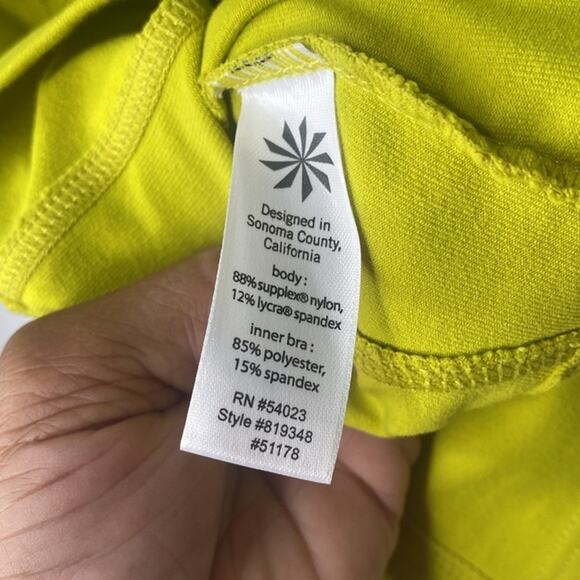 Designed in
Sonoma County,
California
body :
88% supplex® nylon,
12% lycra® spandex
inner bra :
85% polyester,
15% spandex
RN #54023
Style #819348
#51178